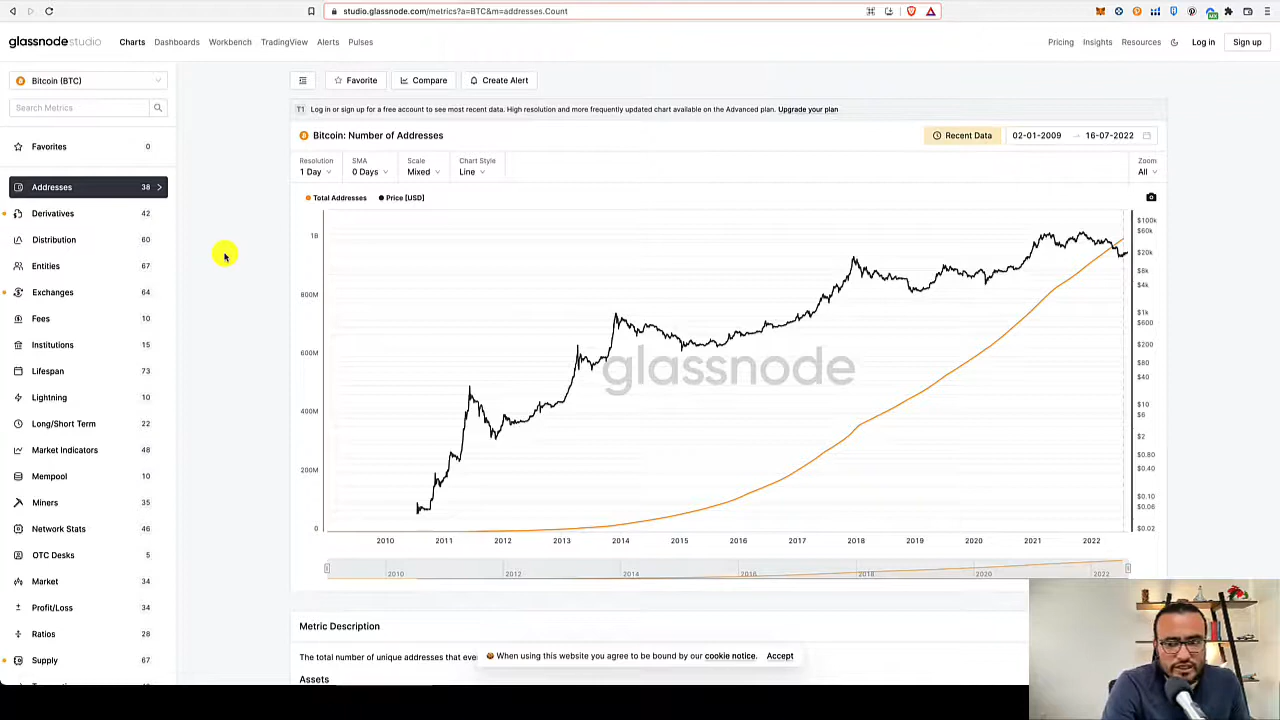 studio.glassnode.com/metrics?a=BTC&m=addresses.Count
glassnodestudio
Charts Dashboards Workbench TradingView Alerts Pulses
Pricing Insights Resources Log in Sign up
Bitcoin (BTC)
Search Metrics
Favorites 0
Addresses 38
Derivatives 42
Distribution 60
Entities 67
Exchanges 64
Fees 10
Institutions 15
Lifespan 73
Lightning 10
Long/Short Term 22
Market Indicators 48
Mempool 10
Miners 35
Network Stats 46
OTC Desks 5
Market 34
Profit/Loss 34
Ratios 28
Supply 67
Favorite Compare Create Alert
T1 Log in or sign up for a free account to see most recent data. High resolution and more frequently updated chart available on the Advanced plan. Upgrade your plan
Bitcoin: Number of Addresses
Recent Data 02-01-2009 → 16-07-2022
Resolution SMA Scale Chart Style Zoom
1 Day 0 Days Mixed Line All
Total Addresses Price [USD]
1B
800M
600M
400M
200M
0
$100k
$60k
$20k
$8k
$4k
$1k
$600
$200
$80
$40
$10
$6
$2
$0.80
$0.40
$0.10
$0.06
$0.02
glassnode
2010 2011 2012 2013 2014 2015 2016 2017 2018 2019 2020 2021 2022
2010 2012 2014 2016 2018 2020 2022
Metric Description
The total number of unique addresses that eve
When using this website you agree to be bound by our cookie notice. Accept
Assets